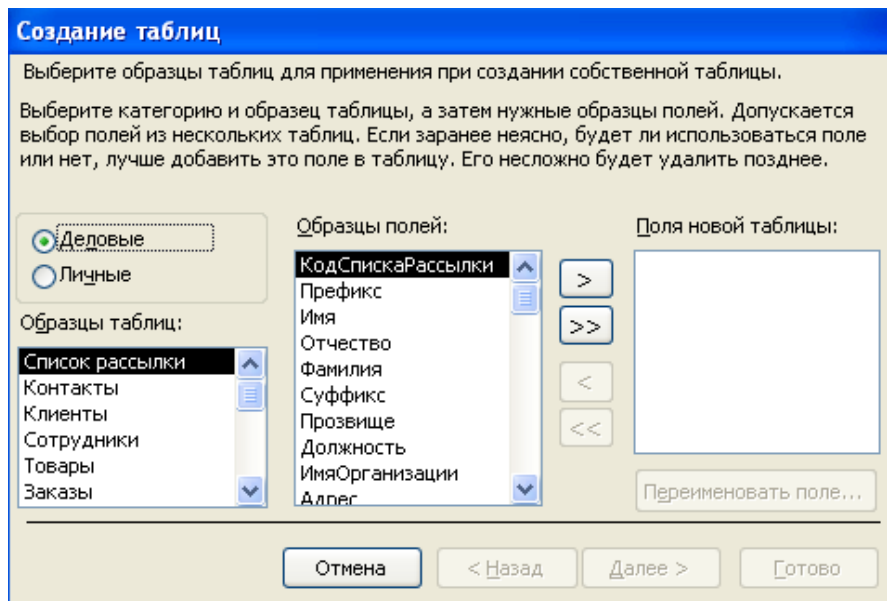 Создание таблиц
Выберите образцы таблиц для применения при создании собственной таблицы.
Выберите категорию и образец таблицы, а затем нужные образцы полей. Допускается
выбор полей из нескольких таблиц. Если заранее неясно, будет ли использоваться поле
или нет, лучше добавить это поле в таблицу. Его несложно будет удалить позднее.
Деловые
Личные
Образцы таблиц:
Список рассылки
Контакты
Клиенты
Сотрудники
Товары
Заказы
Образцы полей:
КодСпискаРассылки
Префикс
Имя
Отчество
Фамилия
Суффикс
Прозвище
Должность
ИмяОрганизации
Адрес
>
>>
<
<<
Поля новой таблицы:
Переименовать поле...
Отмена
< Назад
Далее >
Готово